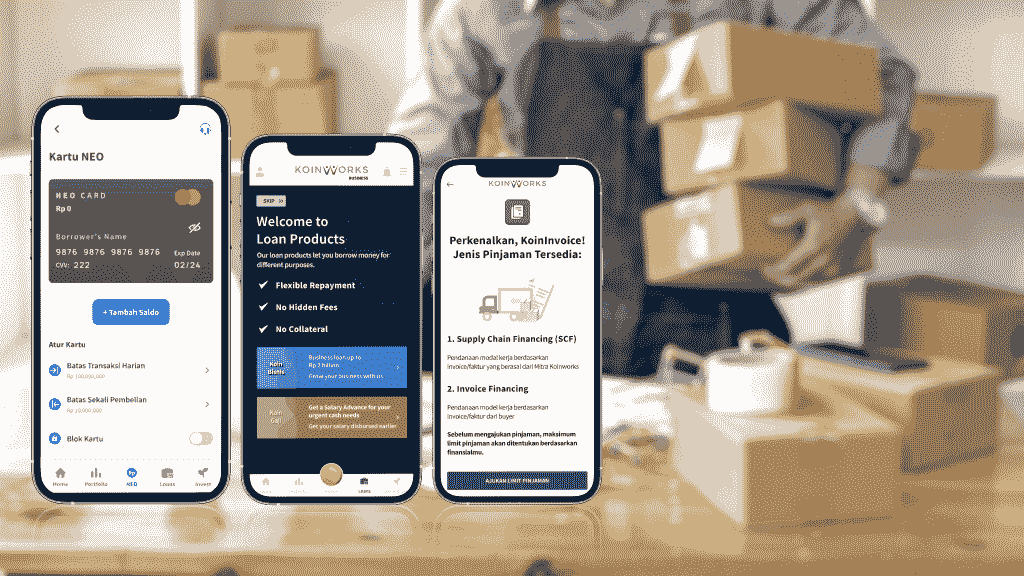 Kartu NEO
NEO CARD
Rp 0
Borrower's Name
9876 9876 9876 9876
Exp Date
CVV: 222
02/24
+ Tambah Saldo
Atur Kartu
Batas Transaksi Harian
Rp 100,000,000
Batas Sekali Pembelian
Rp 10,000,000
Blok Kartu
Home
Portfolio
Rp
NEO
Loans
Invest
KOINWORKS
BUSINESS
SKIP »
Welcome to
Loan Products
Our loan products let you borrow money for
different purposes.
Flexible Repayment
No Hidden Fees
No Collateral
Koin
Bisnis
Business loan up to
Rp 2 billion
Grow your business with us
Koin
Gaji
Get a Salary Advance for your
urgent cash needs
Get your salary disbursed earlier
Loans
KOINWORKS
Perkenalkan, KoinInvoice!
Jenis Pinjaman Tersedia:
1. Supply Chain Financing (SCF)
Pendanaan modal kerja berdasarkan
invoice/faktur yang berasal dari Mitra Koinworks
2. Invoice Financing
Pendanaan model kerja berdasarkan
invoice/faktur dari buyer
Sebelum mengajukan pinjaman, maksimum
limit pinjaman akan ditentukan berdasarkan
finansialmu.
AJUKAN LIMIT PINJAMAN